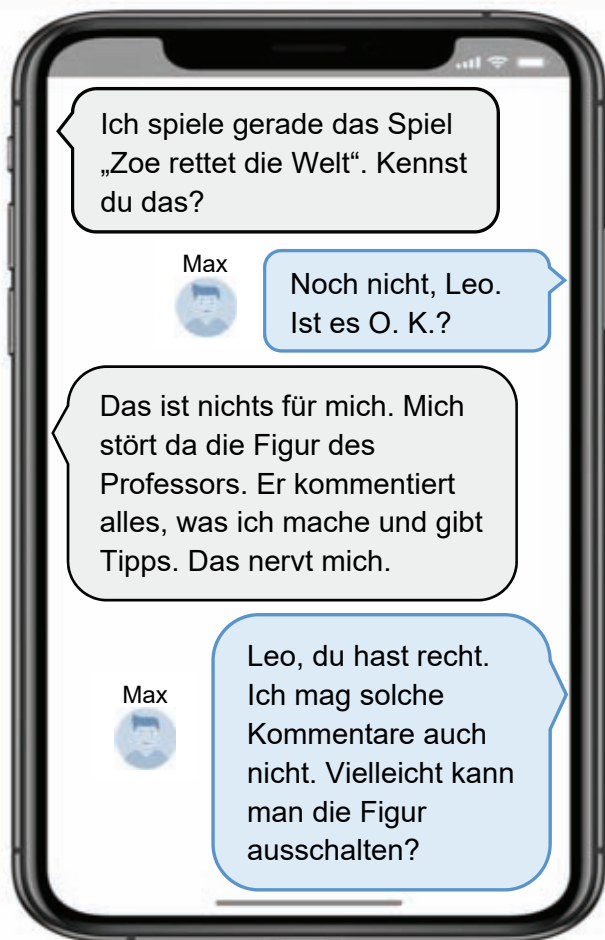 Ich spiele gerade das Spiel
„Zoe rettet die Welt“. Kennst
du das?
Max
Noch nicht, Leo.
Ist es O. K.?
Das ist nichts für mich. Mich
stört da die Figur des
Professors. Er kommentiert
alles, was ich mache und gibt
Tipps. Das nervt mich.
Max
Leo, du hast recht.
Ich mag solche
Kommentare auch
nicht. Vielleicht kann
man die Figur
ausschalten?